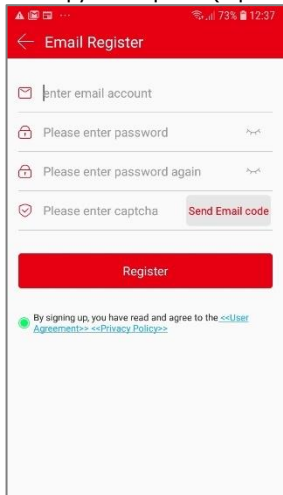 73% 12:37
Email Register
enter email account
Please enter password
Please enter password again
Please enter captcha Send Email code
Register
By signing up, you have read and agree to the <<User
Agreement>> <<Privacy Policy>>